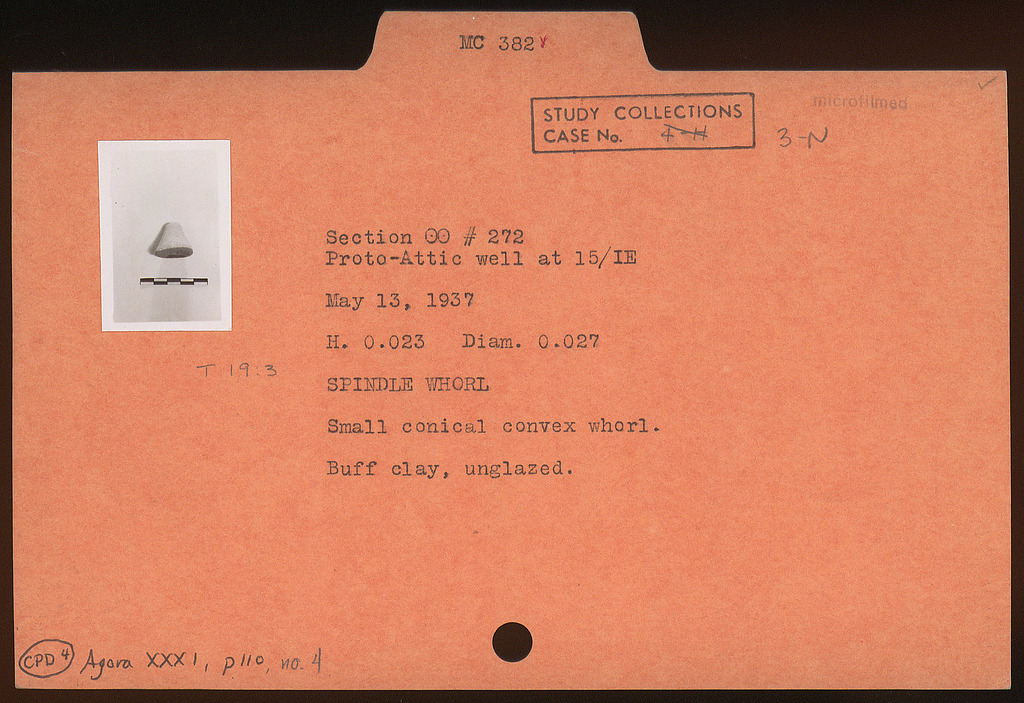 MC 382 v
microfilmed
STUDY COLLECTIONS
CASE No. 4-H
3-N
Section OO # 272
Proto-Attic well at 15/IE
May 13, 1937
H. 0.023 Diam. 0.027
T 19:3
SPINDLE WHORL
Small conical convex whorl.
Buff clay, unglazed.
CPD 4 Agora XXXI, p110, no. 4